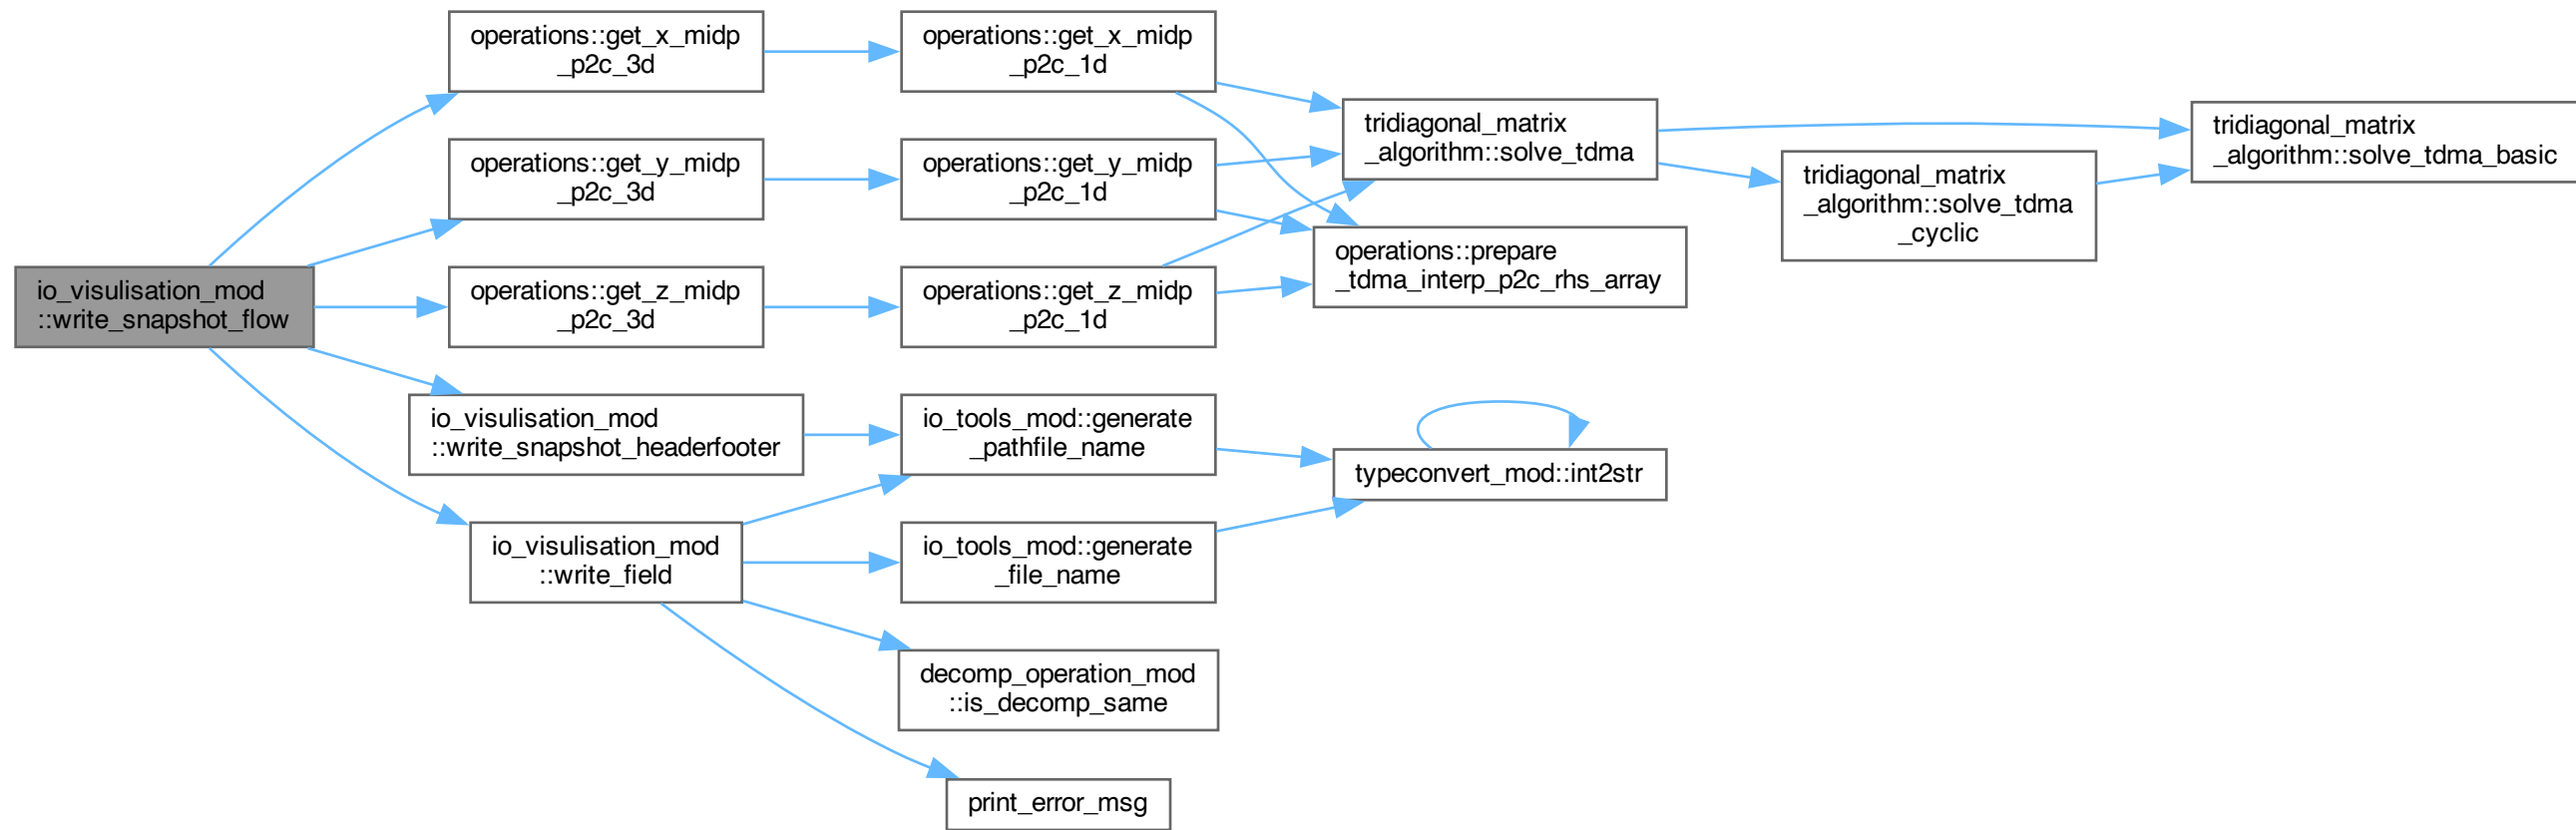 operations::get_x_midp
_p2c_3d
operations::get_x_midp
_p2c_1d
tridiagonal_matrix
_algorithm::solve_tdma
tridiagonal_matrix
_algorithm::solve_tdma_basic
operations::get_y_midp
_p2c_3d
operations::get_y_midp
_p2c_1d
tridiagonal_matrix
_algorithm::solve_tdma
_cyclic
io_visulisation_mod
::write_snapshot_flow
operations::get_z_midp
_p2c_3d
operations::get_z_midp
_p2c_1d
operations::prepare
_tdma_interp_p2c_rhs_array
io_visulisation_mod
::write_snapshot_headerfooter
io_tools_mod::generate
_pathfile_name
typeconvert_mod::int2str
io_visulisation_mod
::write_field
io_tools_mod::generate
_file_name
decomp_operation_mod
::is_decomp_same
print_error_msg